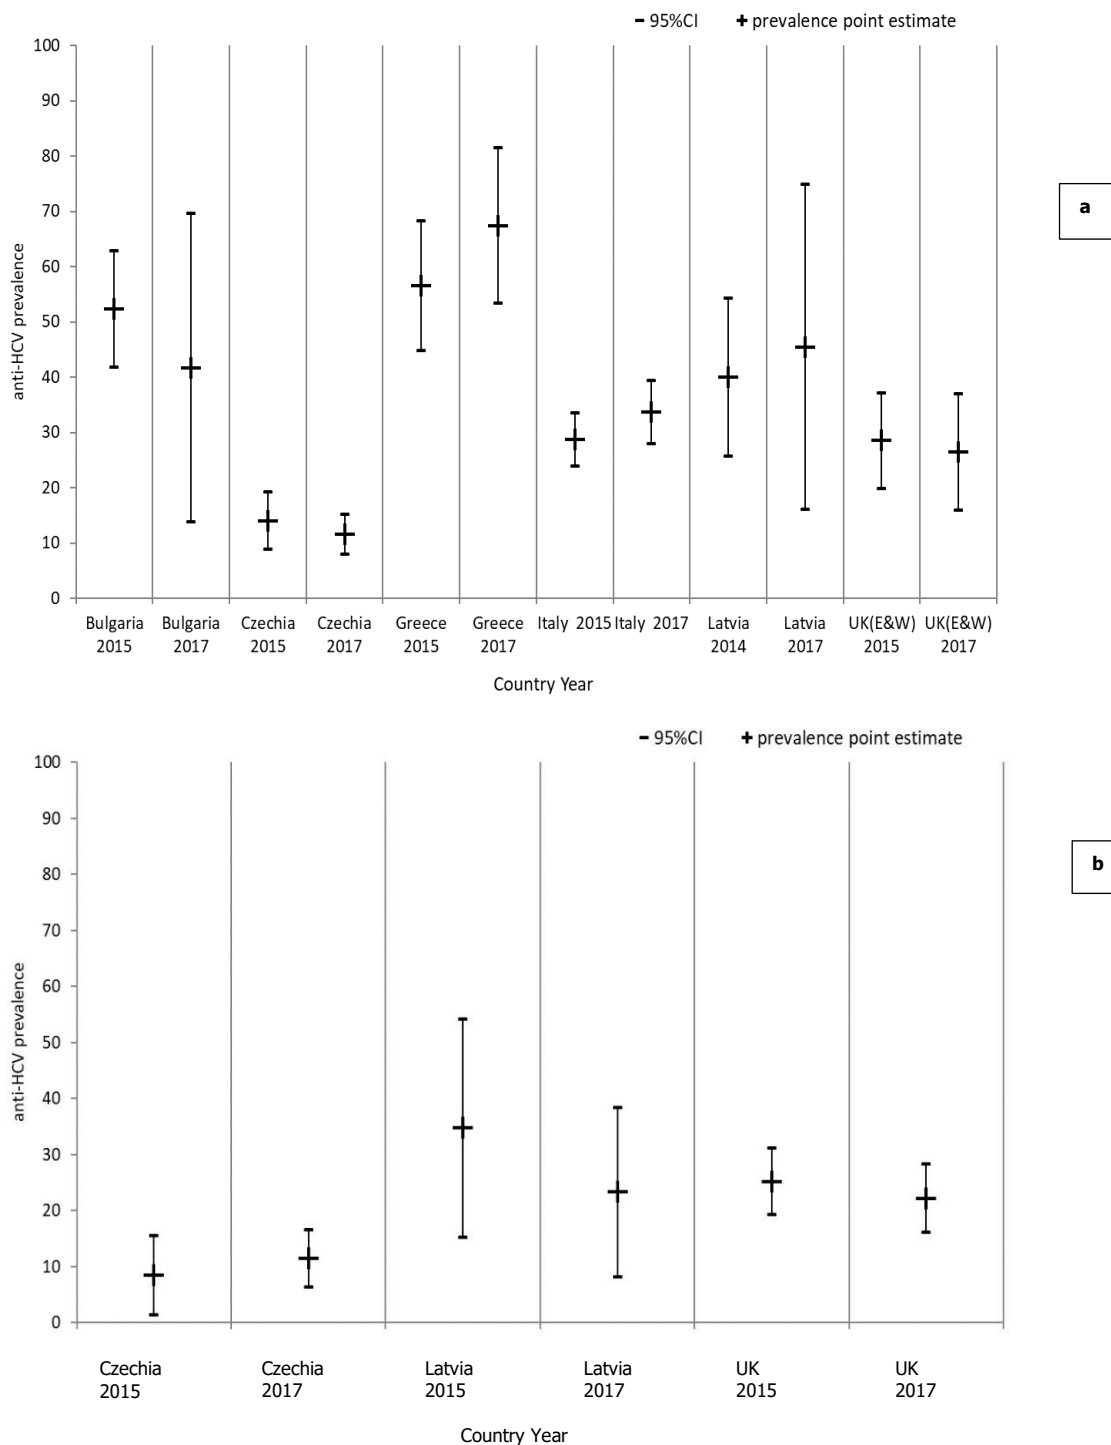 95%CI prevalence point estimate
100
90
80
70
60
50
40
30
20
10
0
anti-HCV prevalence
a
Bulgaria Bulgaria Czechia Czechia Greece Greece Italy 2015 Italy 2017 Latvia Latvia UK(E&W) UK(E&W)
2015 2017 2015 2017 2015 2017 2014 2017 2015 2017
Country Year
95%CI prevalence point estimate
100
90
80
70
60
50
40
30
20
10
0
anti-HCV prevalence
b
Czechia Czechia Latvia Latvia UK UK
2015 2017 2015 2017 2015 2017
Country Year